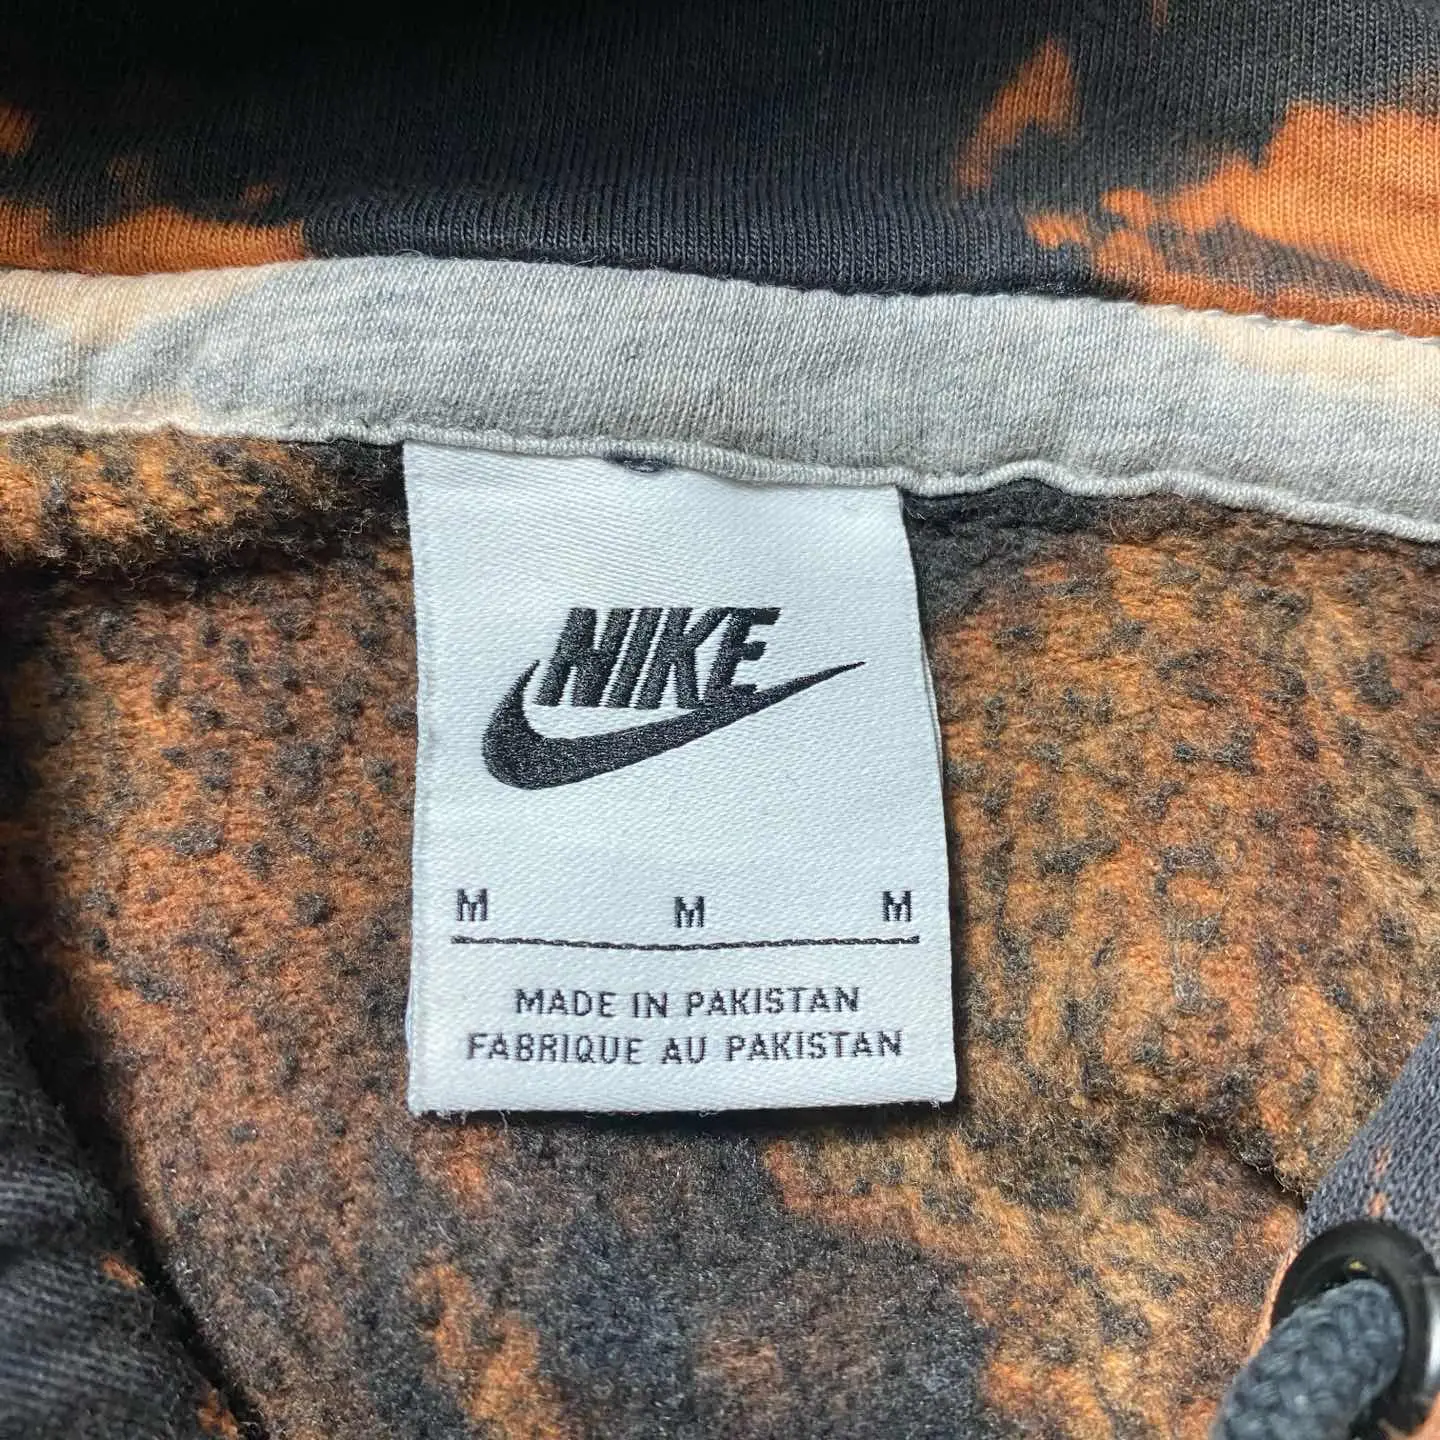 NIKE
M M M
MADE IN PAKISTAN
FABRIQUE AU PAKISTAN